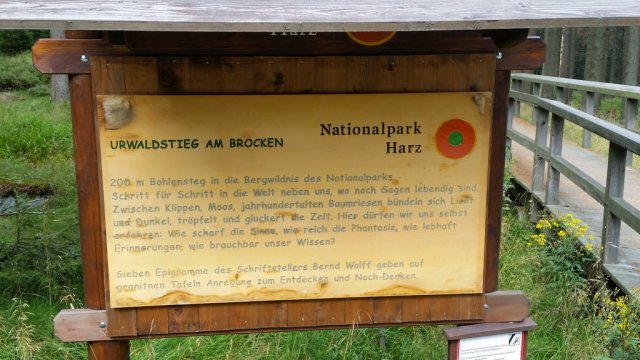 Harz
URWALDSTIEG AM BROCKEN
Nationalpark
Harz
200 m Bohlensteg in die Bergwildnis des Nationalparks.
Schritt für Schritt in die Welt neben uns, wo noch Sagen lebendig sind.
Zwischen Klippen, Moos, jahrhundertalten Baumriesen bündeln sich Licht
und Dunkel, tröpfelt und gluckert die Zeit. Hier dürfen wir uns selbst
erfahren: Wie scharf die Sinne, wie reich die Phantasie, wie lebhaft
Erinnerungen, wie brauchbar unser Wissen?
Sieben Epigramme des Schriftstellers Bernd Wolff geben auf
granitnen Tafeln Anregung zum Entdecken und Nach-Denken.